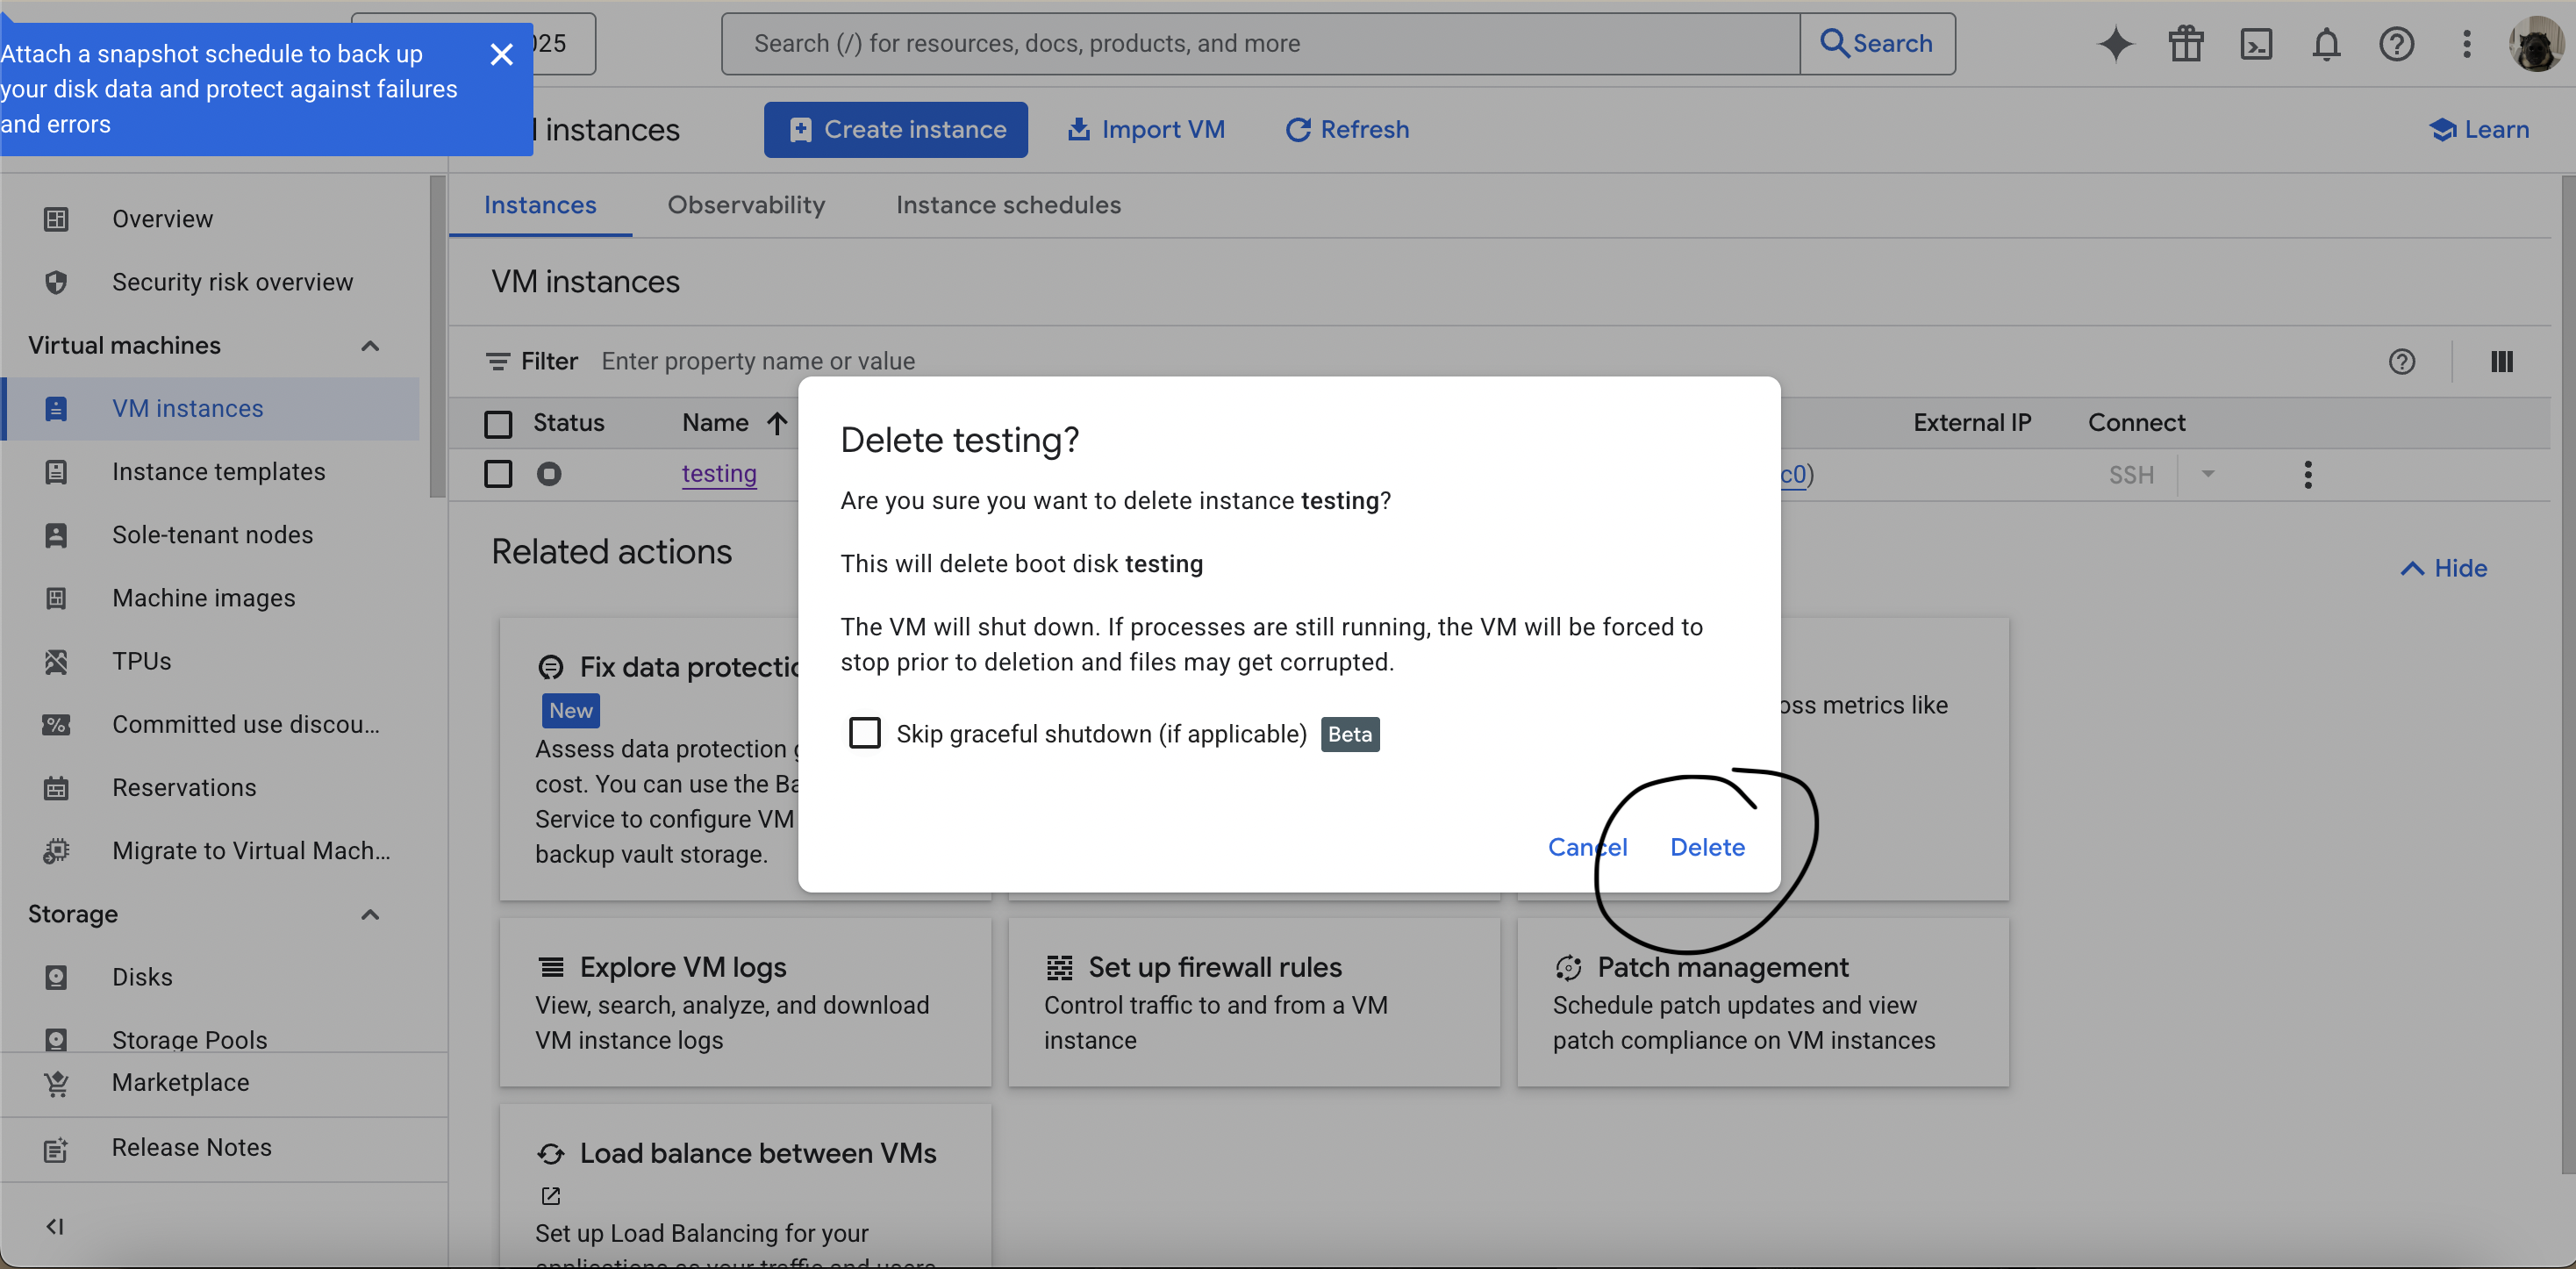 Attach a snapshot schedule to back up
your disk data and protect against failures
and errors
025
Search (/) for resources, docs, products, and more
Search
instances
Create instance
Import VM
Refresh
Learn
Overview
Security risk overview
Virtual machines
VM instances
Instance templates
Sole-tenant nodes
Machine images
TPUs
Committed use discou...
Reservations
Migrate to Virtual Mach...
Storage
Disks
Storage Pools
Marketplace
Release Notes
Instances
Observability
Instance schedules
VM instances
Filter
Enter property name or value
Status
Name
External IP
Connect
testing
c0)
SSH
Related actions
Hide
Delete testing?
Are you sure you want to delete instance testing?
This will delete boot disk testing
The VM will shut down. If processes are still running, the VM will be forced to
stop prior to deletion and files may get corrupted.
Skip graceful shutdown (if applicable)
Beta
Cancel
Delete
Fix data protectio
New
Assess data protection
cost. You can use the Ba
Service to configure VM
backup vault storage.
oss metrics like
Explore VM logs
View, search, analyze, and download
VM instance logs
Set up firewall rules
Control traffic to and from a VM
instance
Patch management
Schedule patch updates and view
patch compliance on VM instances
Load balance between VMs
Set up Load Balancing for your
applications as your traffic and users